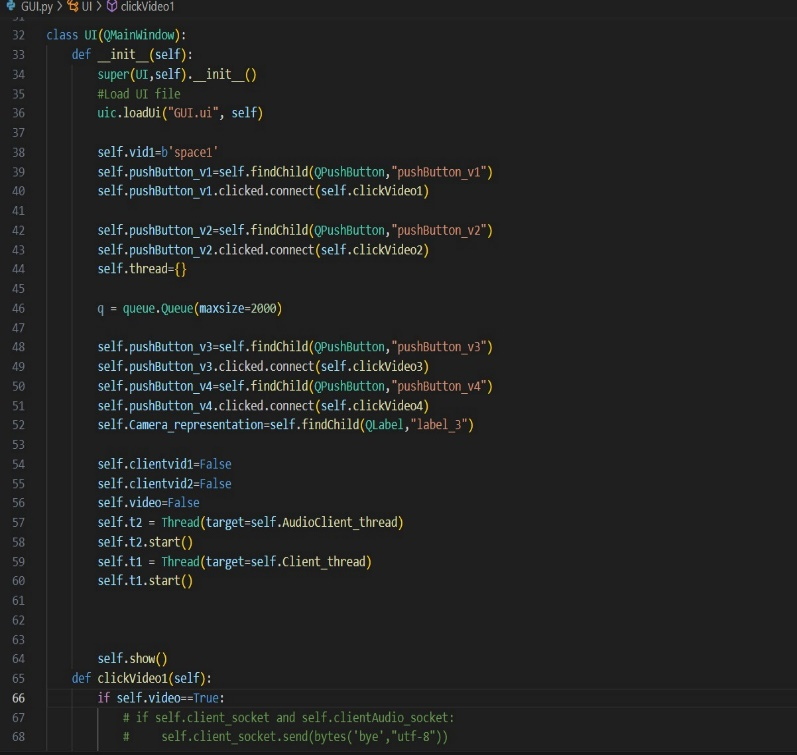 GUI.py > UI > clickVideo1
31
32 class UI(QMainWindow):
33     def __init__(self):
34         super(UI,self).__init__()
35         #Load UI file
36         uic.loadUi("GUI.ui", self)
37
38         self.vid1=b'space1'
39         self.pushButton_v1=self.findChild(QPushButton,"pushButton_v1")
40         self.pushButton_v1.clicked.connect(self.clickVideo1)
41
42         self.pushButton_v2=self.findChild(QPushButton,"pushButton_v2")
43         self.pushButton_v2.clicked.connect(self.clickVideo2)
44         self.thread={}
45
46         q = queue.Queue(maxsize=2000)
47
48         self.pushButton_v3=self.findChild(QPushButton,"pushButton_v3")
49         self.pushButton_v3.clicked.connect(self.clickVideo3)
50         self.pushButton_v4=self.findChild(QPushButton,"pushButton_v4")
51         self.pushButton_v4.clicked.connect(self.clickVideo4)
52         self.Camera_representation=self.findChild(QLabel,"label_3")
53
54         self.clientvid1=False
55         self.clientvid2=False
56         self.video=False
57         self.t2 = Thread(target=self.AudioClient_thread)
58         self.t2.start()
59         self.t1 = Thread(target=self.Client_thread)
60         self.t1.start()
61
62
63
64         self.show()
65     def clickVideo1(self):
66         if self.video==True:
67             # if self.client_socket and self.clientAudio_socket:
68             #     self.client_socket.send(bytes('bye',"utf-8"))